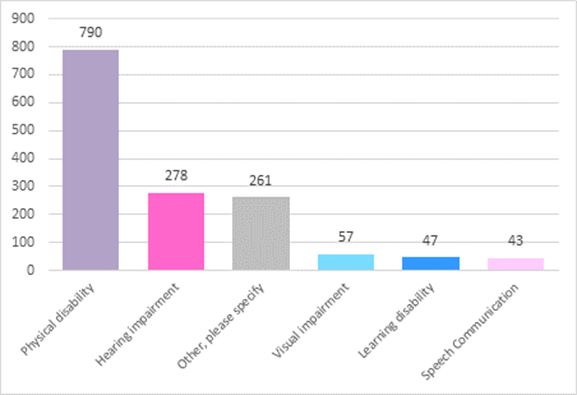 900
800
700
600
500
400
300
200
100
0
790
278
261
57
47
43
Physical disability
Hearing impairment
Other, please specify
Visual impairment
Learning disability
Speech Communication